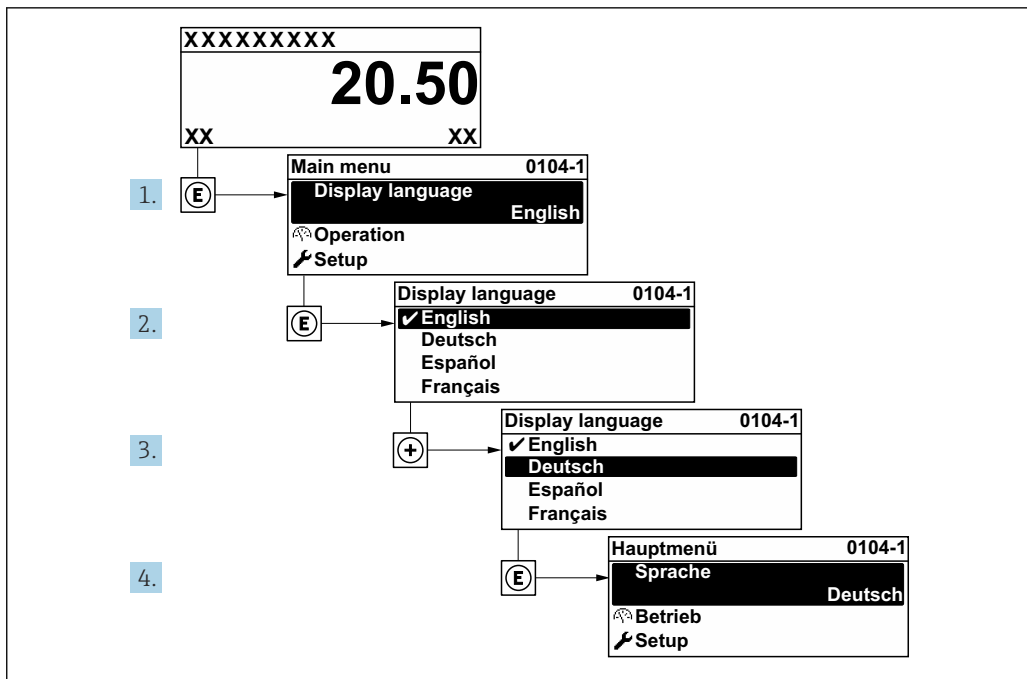 XXXXXXXXX
20.50
XX XX
1. E
Main menu 0104-1
Display language
English
Operation
Setup
2. E
Display language 0104-1
✔English
Deutsch
Español
Français
3. +
Display language 0104-1
✔English
Deutsch
Español
Français
4. E
Hauptmenü 0104-1
Sprache
Deutsch
Betrieb
Setup